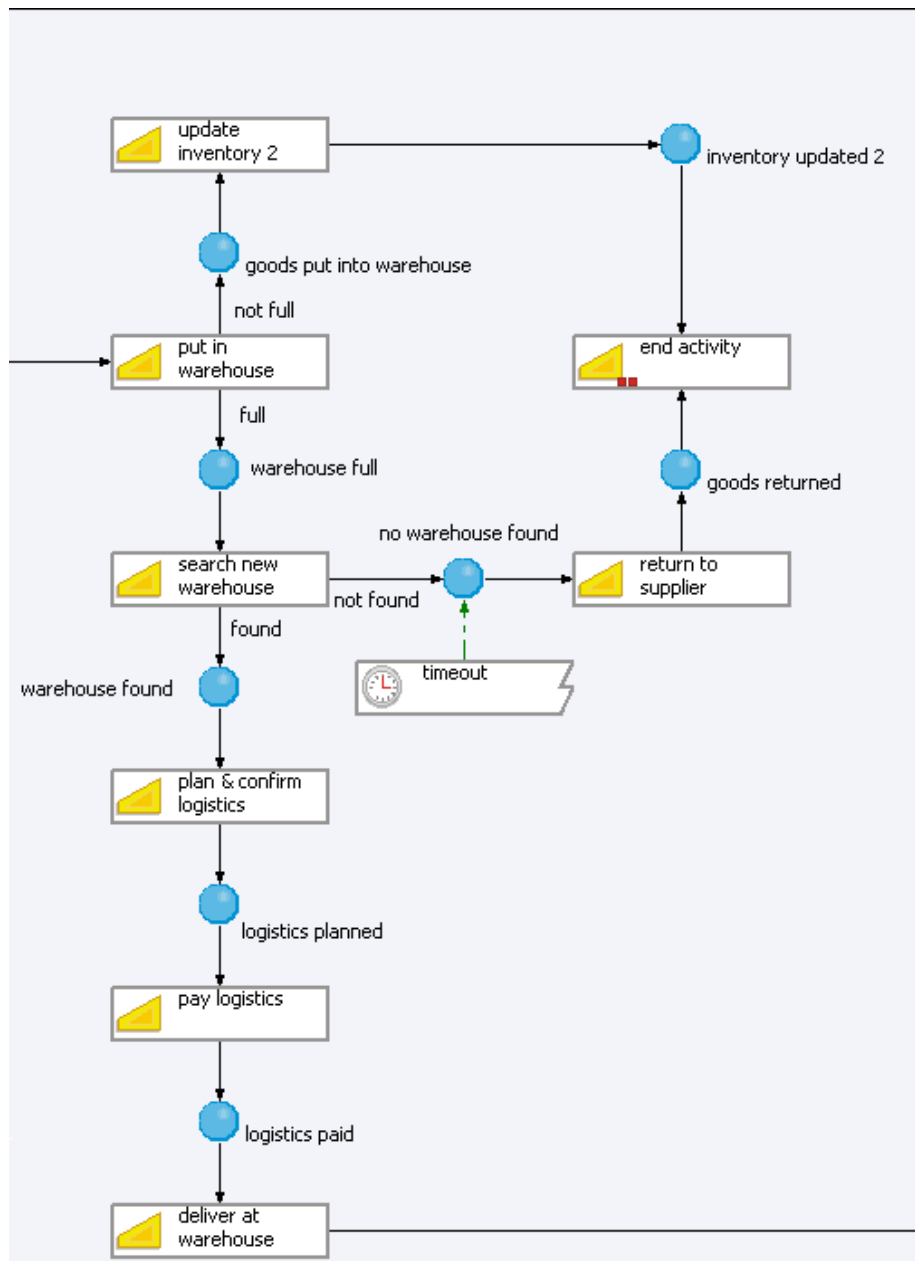 update
inventory 2
inventory updated 2
goods put into warehouse
not full
put in
warehouse
end activity
full
warehouse full
goods returned
no warehouse found
search new
warehouse
not found
return to
supplier
found
timeout
warehouse found
plan & confirm
logistics
logistics planned
pay logistics
logistics paid
deliver at
warehouse